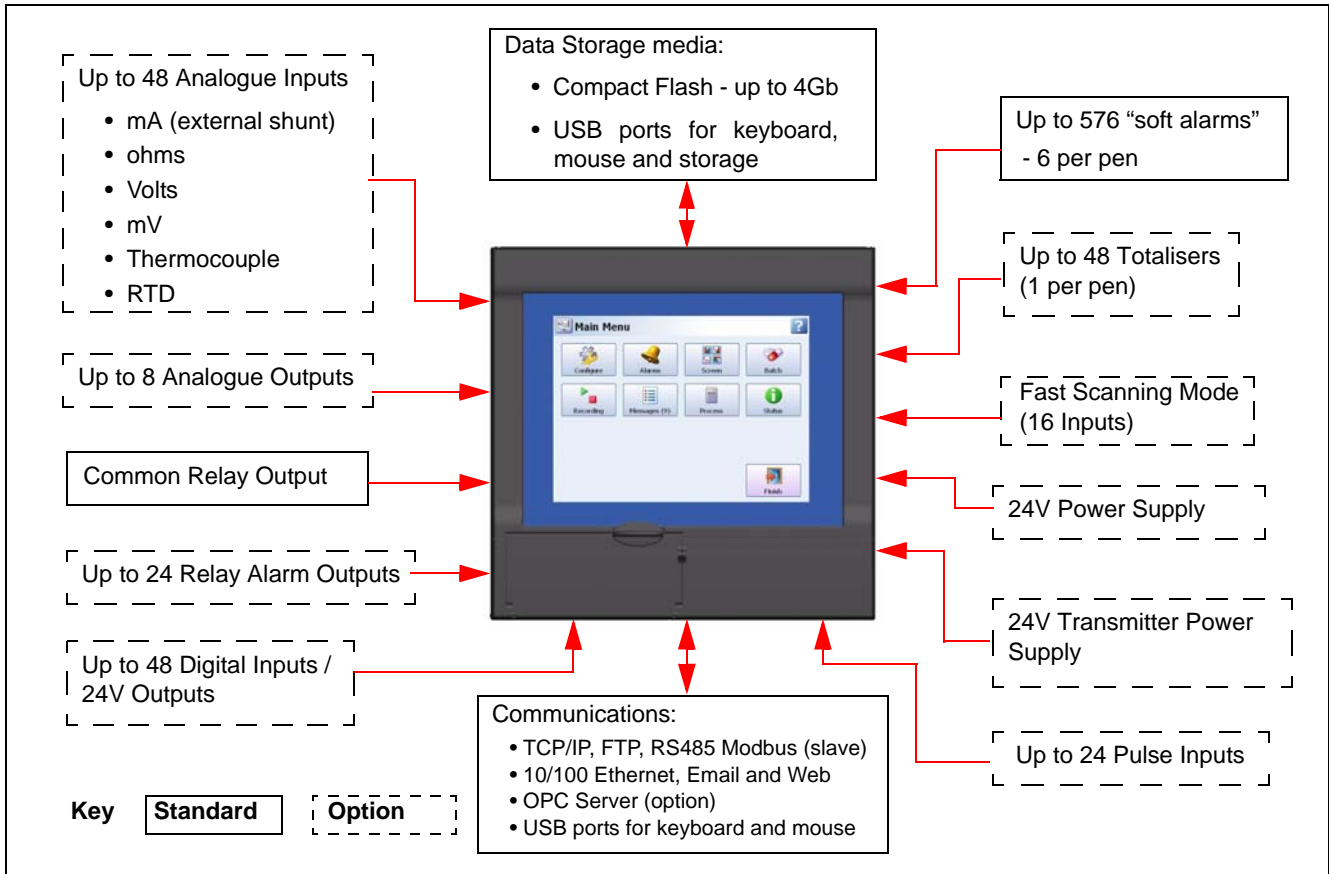 Up to 48 Analogue Inputs
• mA (external shunt)
• ohms
• Volts
• mV
• Thermocouple
• RTD
Up to 8 Analogue Outputs
Common Relay Output
Up to 24 Relay Alarm Outputs
Up to 48 Digital Inputs /
24V Outputs
Data Storage media:
• Compact Flash - up to 4Gb
• USB ports for keyboard,
mouse and storage
Main Menu
?
Configure
Alarms
Screen
Batch
Recording
Messages (9)
Process
Status
Finish
Communications:
• TCP/IP, FTP, RS485 Modbus (slave)
• 10/100 Ethernet, Email and Web
• OPC Server (option)
• USB ports for keyboard and mouse
Up to 576 “soft alarms”
- 6 per pen
Up to 48 Totalisers
(1 per pen)
Fast Scanning Mode
(16 Inputs)
24V Power Supply
24V Transmitter Power
Supply
Up to 24 Pulse Inputs
Key
Standard
Option